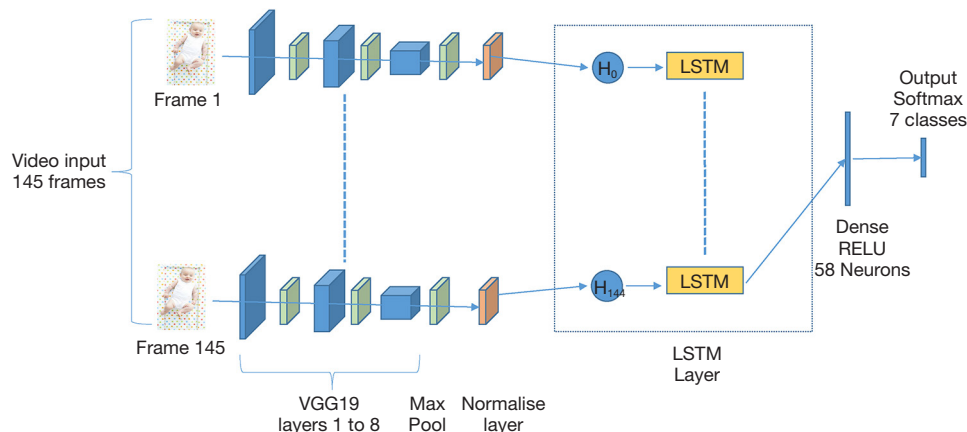 Frame 1
H0
LSTM
Output
Softmax
7 classes
Video input
145 frames
Dense
RELU
58 Neurons
Frame 145
H144
LSTM
LSTM
Layer
VGG19
layers 1 to 8
Max
Pool
Normalise
layer